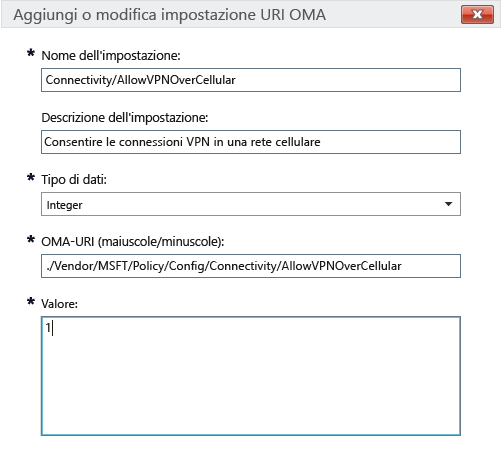 Aggiungi o modifica impostazione URI OMA
* Nome dell'impostazione:
Connectivity/AllowVPNOverCellular
Descrizione dell'impostazione:
Consentire le connessioni VPN in una rete cellulare
* Tipo di dati:
Integer
* OMA-URI (maiuscole/minuscole):
./Vendor/MSFT/Policy/Config/Connectivity/AllowVPNOverCellular
* Valore:
1